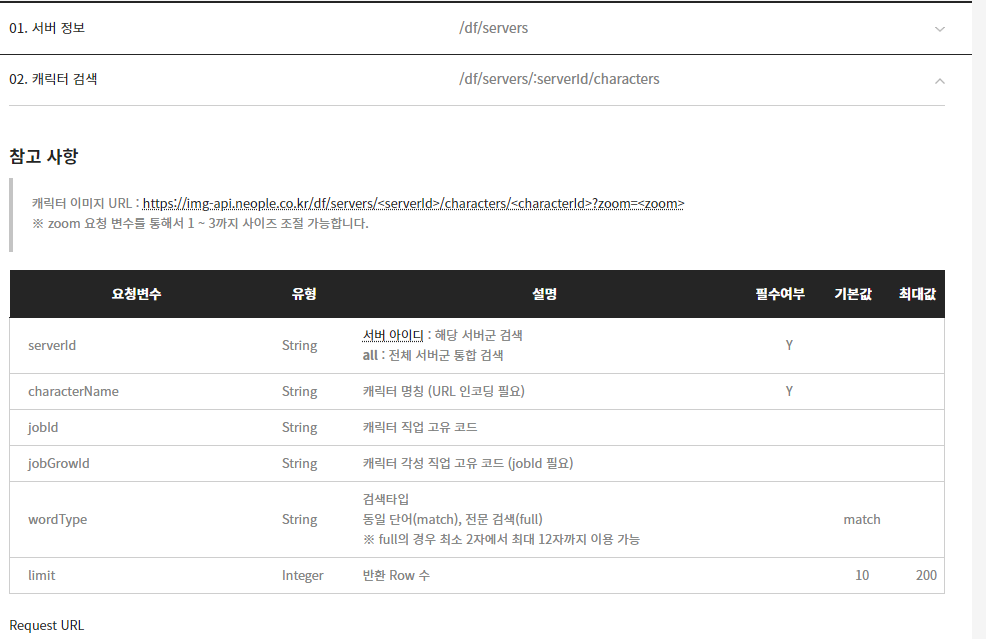 01. 서버 정보 /df/servers
02. 캐릭터 검색 /df/servers/:serverId/characters
참고 사항
캐릭터 이미지 URL : https://img-api.neople.co.kr/df/servers/<serverId>/characters/<characterId>?zoom=<zoom>
※ zoom 요청 변수를 통해서 1 ~ 3까지 사이즈 조절 가능합니다.
요청변수 유형 설명 필수여부 기본값 최대값
serverId String 서버 아이디 : 해당 서버군 검색 Y
all : 전체 서버군 통합 검색
characterName String 캐릭터 명칭 (URL 인코딩 필요) Y
jobId String 캐릭터 직업 고유 코드
jobGrowId String 캐릭터 각성 직업 고유 코드 (jobId 필요)
검색타입
wordType String 동일 단어(match), 전문 검색(full) match
※ full의 경우 최소 2자에서 최대 12자까지 이용 가능
limit Integer 반환 Row 수 10 200
Request URL